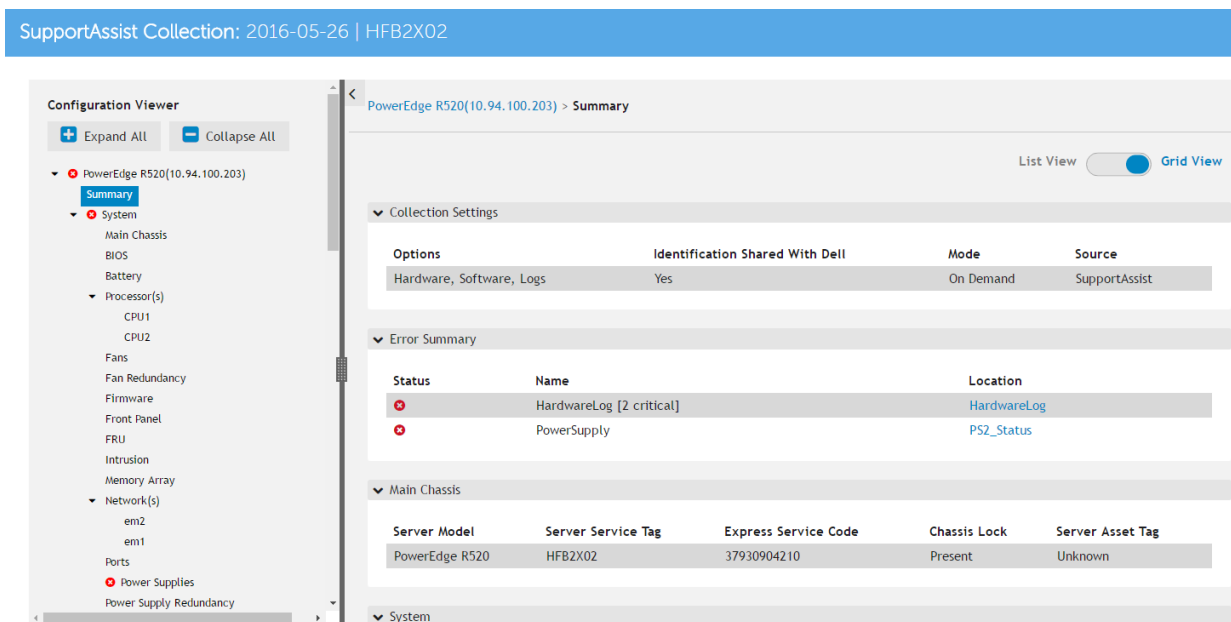 SupportAssist Collection: 2016-05-26 | HFB2X02
Configuration Viewer
Expand All Collapse All
PowerEdge R520(10.94.100.203)
Summary
System
Main Chassis
BIOS
Battery
Processor(s)
CPU1
CPU2
Fans
Fan Redundancy
Firmware
Front Panel
FRU
Intrusion
Memory Array
Network(s)
em2
em1
Ports
Power Supplies
Power Supply Redundancy
PowerEdge R520(10.94.100.203) > Summary
List View Grid View
Collection Settings
Options Identification Shared With Dell Mode Source
Hardware, Software, Logs Yes On Demand SupportAssist
Error Summary
Status Name Location
HardwareLog [2 critical] HardwareLog
PowerSupply PS2_Status
Main Chassis
Server Model Server Service Tag Express Service Code Chassis Lock Server Asset Tag
PowerEdge R520 HFB2X02 37930904210 Present Unknown
System